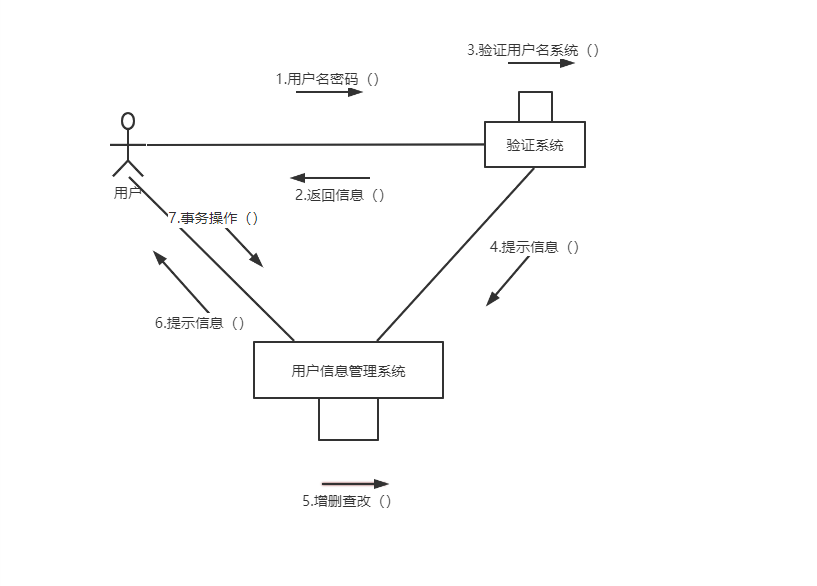 3.验证用户名系统（）
1.用户名密码（）
验证系统
用户
2.返回信息（）
7.事务操作（）
4.提示信息（）
6.提示信息（）
用户信息管理系统
5.增删查改（）